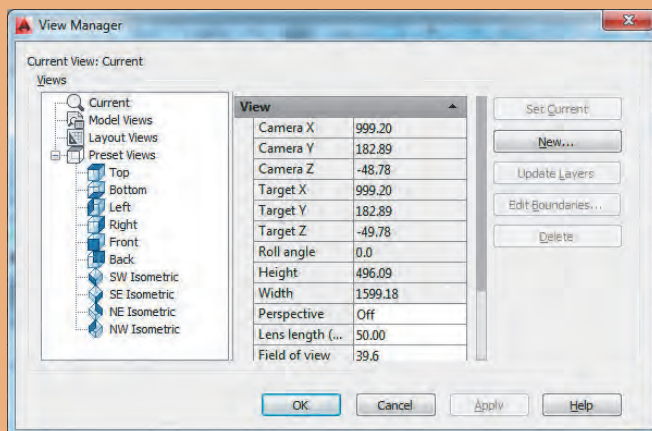 View Manager
Current View: Current
Views
Current
Model Views
Layout Views
Preset Views
Top
Bottom
Left
Right
Front
Back
SW Isometric
SE Isometric
NE Isometric
NW Isometric
View
Camera X 999.20
Camera Y 182.89
Camera Z -48.78
Target X 999.20
Target Y 182.89
Target Z -49.78
Roll angle 0.0
Height 496.09
Width 1599.18
Perspective Off
Lens length (... 50.00
Field of view 39.6
Set Current
New...
Update Layers
Edit Boundaries...
Delete
OK Cancel Apply Help